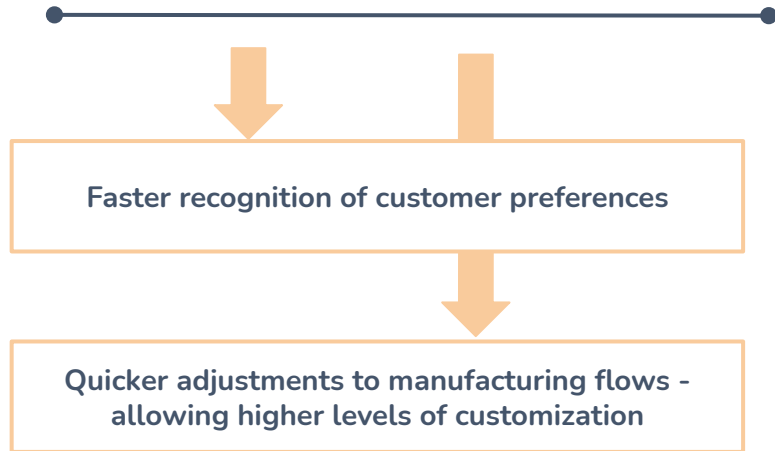 Faster recognition of customer preferences
Quicker adjustments to manufacturing flows -
allowing higher levels of customization